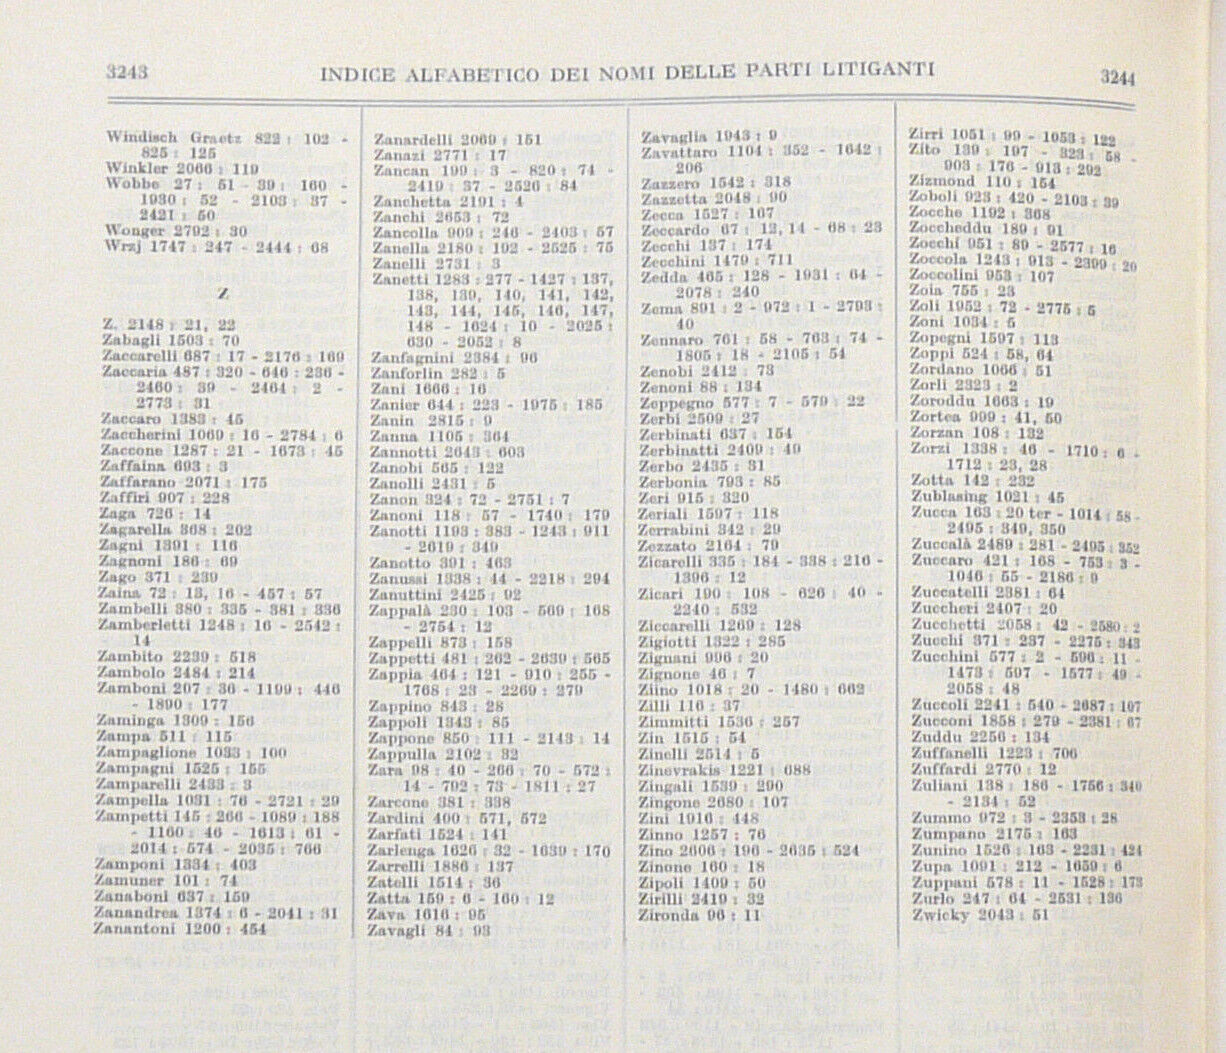 3243
INDICE ALFABETICO DEI NOMI DELLE PARTI LITIGANTI
3244
Windisch Graetz 822 : 102 -
825 : 125
Winkler 2066 : 119
Wobbe 27 : 51 - 39 : 160 -
1930 : 52 - 2103 : 37 -
2421 : 50
Wonger 2792 : 30
Wrzj 1747 : 247 - 2444 : 68
Z
Z. 2148 : 21, 22
Zabagli 1503 : 70
Zaccarelli 687 : 17 - 2176 : 169
Zaccaria 487 : 320 - 646 : 236 -
2460 : 39 - 2464 : 2 -
2773 : 31
Zaccaro 1383 : 45
Zaccherini 1069 : 16 - 2784 : 6
Zaccone 1287 : 21 - 1673 : 45
Zaffaina 693 : 3
Zaffarano 2071 : 175
Zaffiri 907 : 228
Zaga 726 : 14
Zagarella 368 : 202
Zagni 1391 : 116
Zagnoni 186 : 69
Zago 371 : 239
Zaina 72 : 13, 16 - 457 : 57
Zambelli 380 : 335 - 381 : 336
Zamberletti 1248 : 16 - 2542 :
14
Zambito 2239 : 518
Zambolo 2484 : 214
Zamboni 207 : 36 - 1199 : 446
- 1890 : 177
Zaminga 1309 : 156
Zampa 511 : 115
Zampaglione 1033 : 100
Zampagni 1525 : 155
Zamparelli 2433 : 3
Zampella 1031 : 76 - 2721 : 29
Zampetti 145 : 266 - 1089 : 188
- 1160 : 46 - 1613 : 61 -
2014 : 574 - 2035 : 766
Zamponi 1334 : 403
Zamuner 101 : 74
Zanaboni 637 : 159
Zanandrea 1374 : 6 - 2041 : 31
Zanantoni 1200 : 454
Zanardelli 2069 : 151
Zanazi 2771 : 17
Zancan 199 : 3 - 820 : 74 -
2419 : 37 - 2526 : 84
Zanchetta 2191 : 4
Zanchi 2653 : 72
Zancolla 909 : 246 - 2403 : 57
Zanella 2180 : 192 - 2525 : 75
Zanelli 2731 : 3
Zanetti 1283 : 277 - 1427 : 137,
138, 139, 140, 141, 142,
143, 144, 145, 146, 147,
148 - 1624 : 10 - 2025 :
630 - 2052 : 8
Zanfagnini 2384 : 96
Zanforlin 282 : 5
Zani 1666 : 16
Zanier 644 : 223 - 1975 : 185
Zanin 2815 : 9
Zanna 1105 : 364
Zannotti 2643 : 603
Zanobi 565 : 122
Zanolli 2431 : 5
Zanon 324 : 72 - 2751 : 7
Zanoni 118 : 57 - 1740 : 179
Zanotti 1193 : 383 - 1243 : 911
- 2619 : 349
Zanotto 391 : 463
Zanussi 1338 : 44 - 2218 : 294
Zanuttini 2425 : 92
Zappalà 230 : 103 - 569 : 168
- 2754 : 12
Zappelli 873 : 158
Zappetti 481 : 262 - 2639 : 565
Zappia 464 : 121 - 910 : 255 -
1768 : 23 - 2269 : 279
Zappino 843 : 28
Zappoli 1343 : 85
Zappone 850 : 111 - 2143 : 14
Zappulla 2102 : 32
Zara 98 : 40 - 266 : 70 - 572 :
14 - 792 : 73 - 1811 : 27
Zarcone 381 : 338
Zardini 400 : 571, 572
Zarfati 1524 : 141
Zarlenga 1626 : 32 - 1639 : 170
Zarrelli 1886 : 137
Zatelli 1514 : 36
Zatta 159 : 6 - 160 : 12
Zava 1616 : 95
Zavagli 84 : 93
Zavaglia 1943 : 9
Zavattaro 1104 : 352 - 1642 :
206
Zazzero 1542 : 318
Zazzetta 2048 : 90
Zecca 1527 : 167
Zeccardo 67 : 12, 14 - 68 : 23
Zecchi 137 : 174
Zecchini 1479 : 711
Zedda 465 : 128 - 1931 : 64 -
2078 : 240
Zema 891 : 2 - 972 : 1 - 2793 :
40
Zennaro 761 : 58 - 763 : 74 -
1805 : 18 - 2105 : 54
Zenobi 2412 : 73
Zenoni 88 : 134
Zeppegno 577 : 7 - 579 : 22
Zerbi 2509 : 27
Zerbinati 637 : 154
Zerbinatti 2409 : 49
Zerbo 2435 : 31
Zerbonia 793 : 85
Zeri 915 : 320
Zeriali 1597 : 118
Zerrabini 342 : 29
Zezzato 2164 : 79
Zicarelli 335 : 184 - 338 : 216 -
1396 : 12
Zicari 190 : 108 - 626 : 40 -
2240 : 532
Ziccarelli 1269 : 128
Zigiotti 1322 : 285
Zignani 996 : 20
Zignone 46 : 7
Ziino 1018 : 20 - 1480 : 662
Zilli 116 : 37
Zimmitti 1536 : 257
Zin 1515 : 54
Zinelli 2514 : 5
Zinevrakis 1221 : 688
Zingali 1539 : 290
Zingone 2680 : 107
Zini 1916 : 448
Zinno 1257 : 76
Zino 2606 : 196 - 2635 : 524
Zinone 160 : 18
Zipoli 1409 : 50
Zirilli 2419 : 32
Zironda 96 : 11
Zirri 1051 : 99 - 1053 : 122
Zito 139 : 197 - 323 : 58 -
903 : 176 - 913 : 292
Zizmond 110 : 154
Zoboli 923 : 420 - 2103 : 39
Zocche 1192 : 368
Zoccheddu 189 : 91
Zocchi 951 : 89 - 2577 : 16
Zoccola 1243 : 913 - 2399 : 20
Zoccolini 953 : 107
Zoia 755 : 23
Zoli 1952 : 72 - 2775 : 5
Zoni 1034 : 5
Zopegni 1597 : 113
Zoppi 524 : 58, 64
Zordano 1066 : 51
Zorli 2323 : 2
Zoroddu 1663 : 19
Zortea 909 : 41, 50
Zorzan 108 : 132
Zorzi 1338 : 46 - 1710 : 6 -
1712 : 23, 28
Zotta 142 : 232
Zublasing 1021 : 45
Zucca 163 : 20 ter - 1014 : 58 -
- 2495 : 349, 350
Zuccalà 2489 : 281 - 2495 : 352
Zuccaro 421 : 168 - 753 : 3 -
1046 : 55 - 2186 : 9
Zuccatelli 2381 : 64
Zuccheri 2407 : 20
Zucchetti 2058 : 42 - 2580 : 2
Zucchi 371 : 237 - 2275 : 343
Zucchini 577 : 2 - 596 : 11 -
1473 : 597 - 1577 : 49 -
2058 : 48
Zuccoli 2241 : 540 - 2687 : 107
Zucconi 1858 : 279 - 2381 : 67
Zuddu 2256 : 134
Zuffanelli 1223 : 706
Zuffardi 2770 : 12
Zuliani 138 : 186 - 1756 : 340
- 2134 : 52
Zummo 972 : 3 - 2353 : 28
Zumpano 2175 : 163
Zunino 1526 : 163 - 2231 : 424
Zupa 1091 : 212 - 1659 : 6
Zuppani 578 : 11 - 1528 : 173
Zurlo 247 : 64 - 2531 : 136
Zwicky 2043 : 51